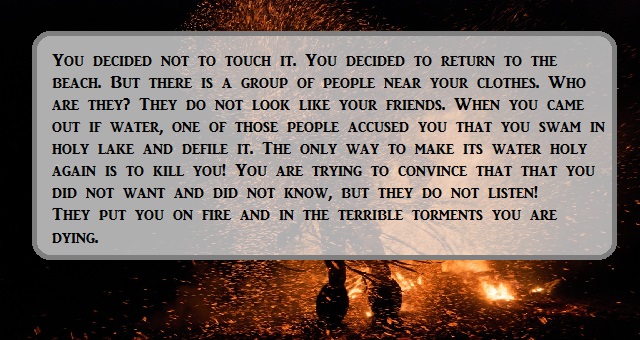 You decided not to touch it. You decided to return to the
beach. But there is a group of people near your clothes. Who
are they? They do not look like your friends. When you came
out if water, one of those people accused you that you swam in
holy lake and defile it. The only way to make its water holy
again is to kill you! You are trying to convince that that you
did not want and did not know, but they do not listen!
They put you on fire and in the terrible torments you are
dying.